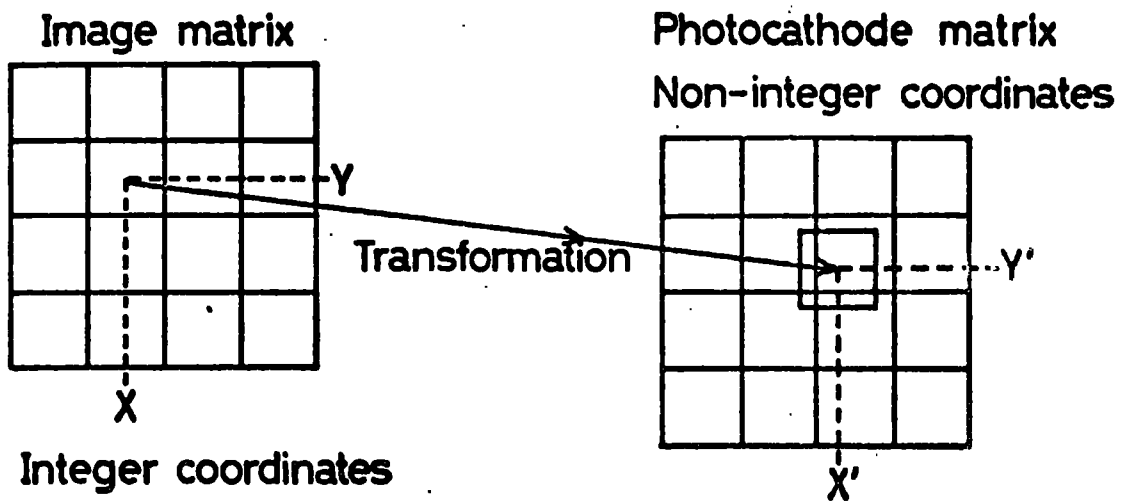 Image matrix
Photocathode matrix
Non-integer coordinates
Y
Transformation
Y'
X
X'
Integer coordinates